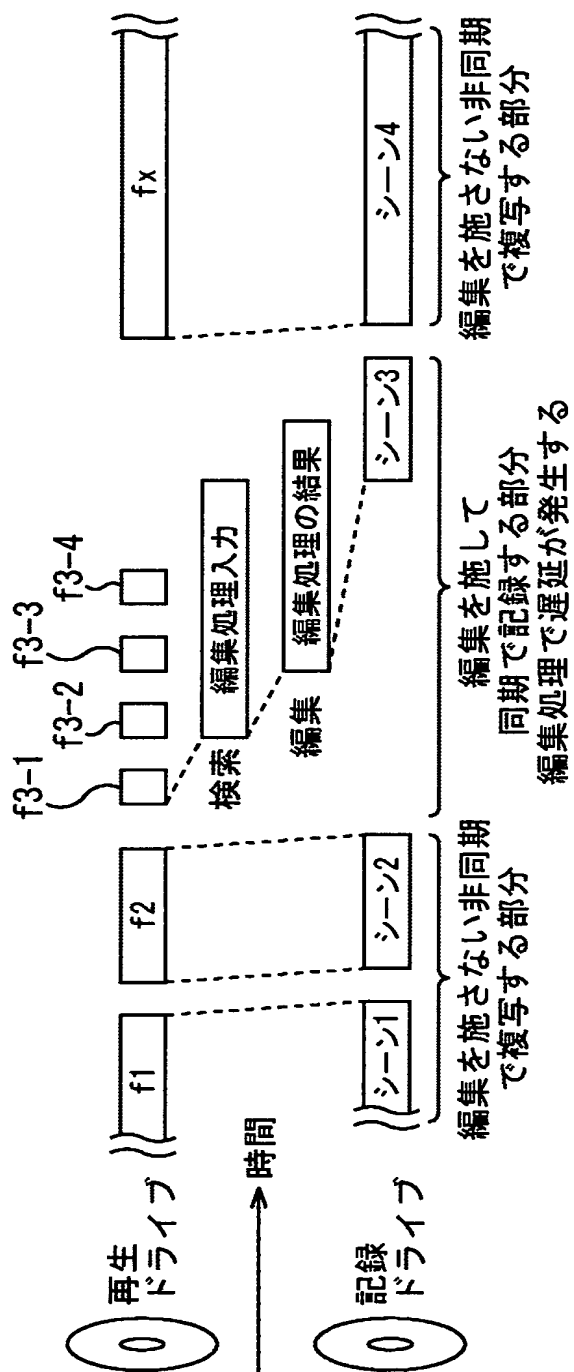 再生
ドライブ
f1
f2
f3-1
f3-2
f3-3
f3-4
fx
検索
編集処理入力
時間
編集
編集処理の結果
記録
ドライブ
シーン1
シーン2
シーン3
シーン4
編集を施さない非同期
で複写する部分
編集を施して
同期で記録する部分
編集処理で遅延が発生する
編集を施さない非同期
で複写する部分